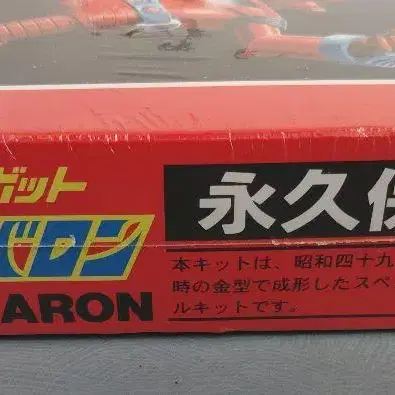 ボット
バロン
ARON
永久保
本キットは、昭和四十九
時の金型で成形したスペ
ルキットです。